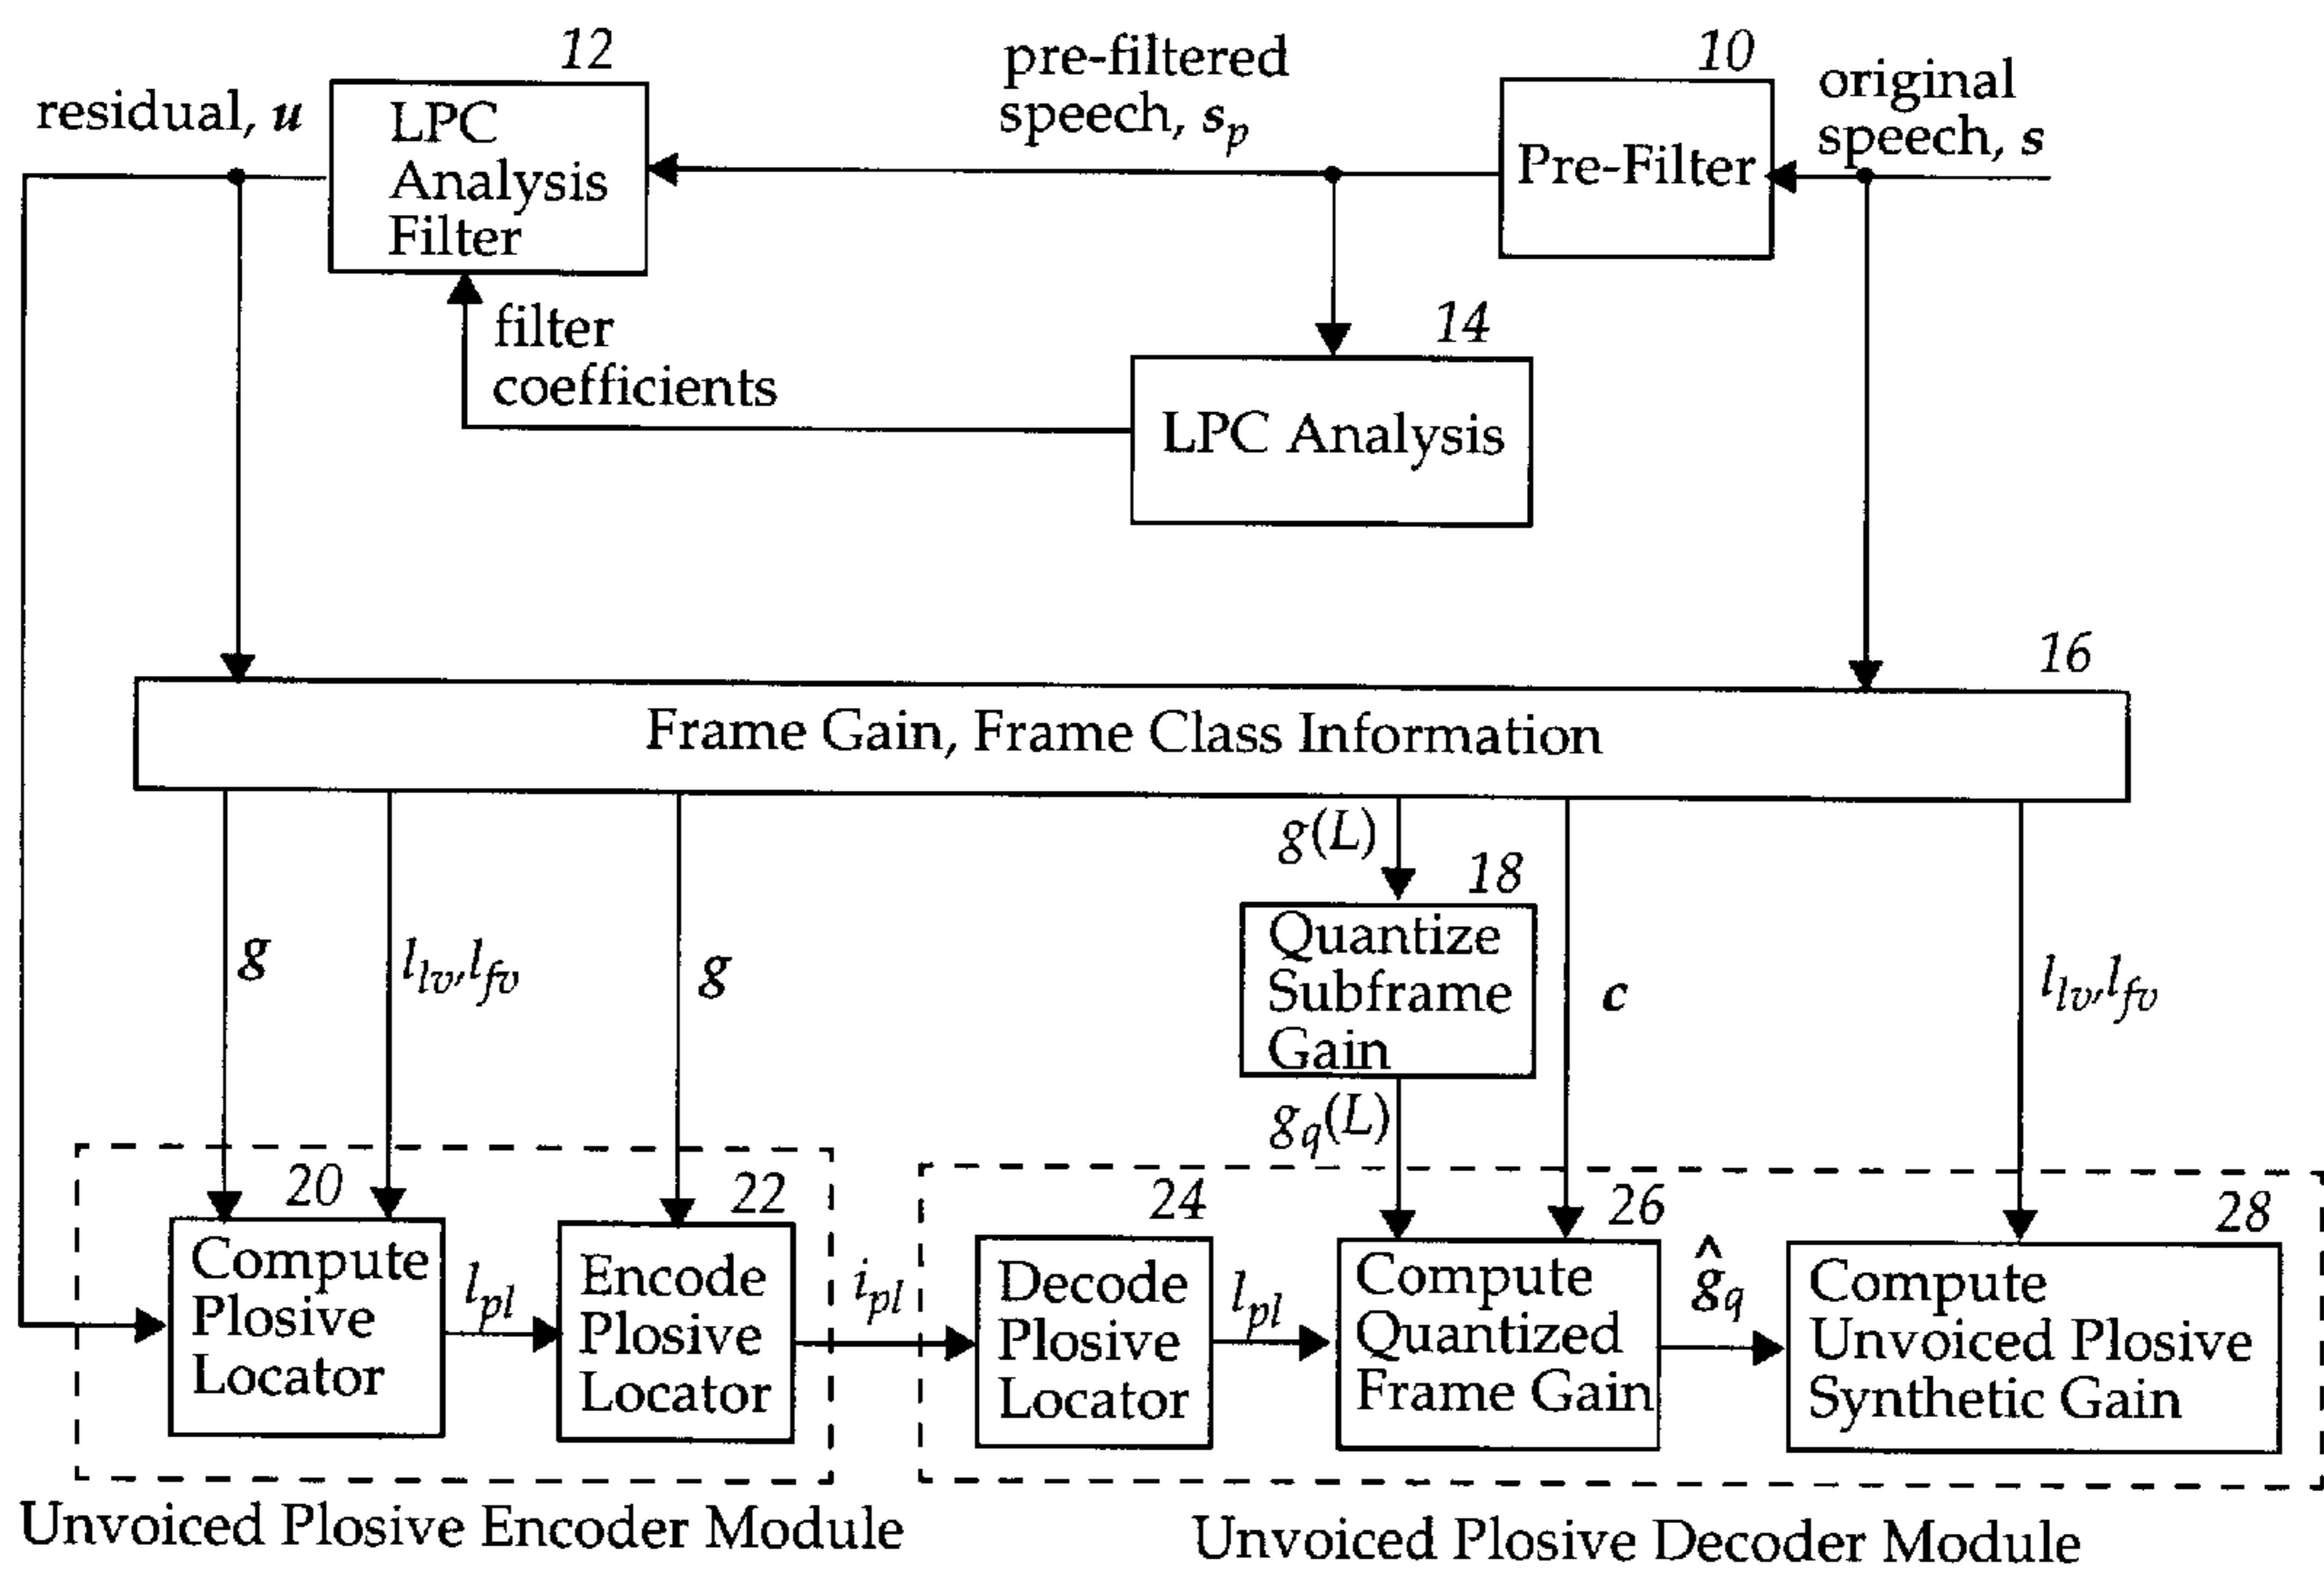 12
pre-filtered
speech, s_p
10
original
speech, s
residual, u
LPC
Analysis
Filter
Pre-Filter
filter
coefficients
14
LPC Analysis
16
Frame Gain, Frame Class Information
g
l_lv, l_fv
g
g(L)
18
Quantize
Subframe
Gain
c
l_lv, l_fv
g_q(L)
20
Compute
Plosive
Locator
l_pl
22
Encode
Plosive
Locator
i_pl
24
Decode
Plosive
Locator
l_pl
26
Compute
Quantized
Frame Gain
ĝ_q
28
Compute
Unvoiced Plosive
Synthetic Gain
Unvoiced Plosive Encoder Module
Unvoiced Plosive Decoder Module